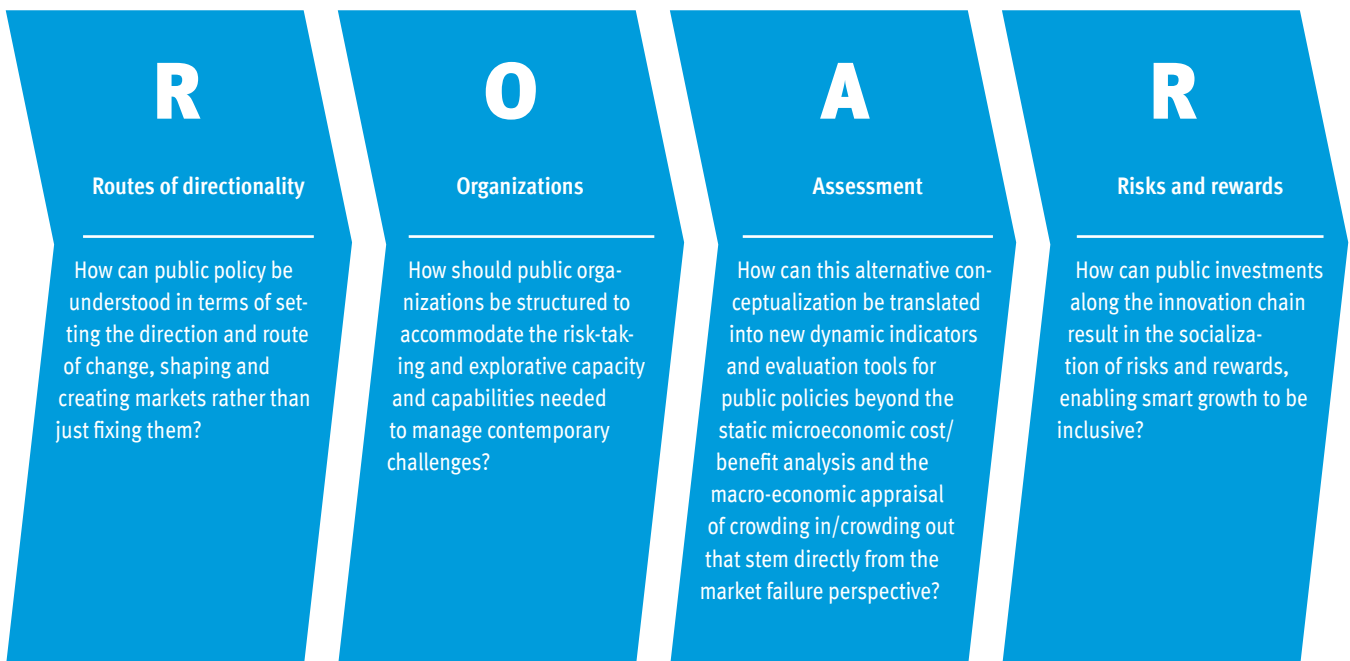 R
Routes of directionality
How can public policy be
understood in terms of set-
ting the direction and route
of change, shaping and
creating markets rather than
just fixing them?
O
Organizations
How should public orga-
nizations be structured to
accommodate the risk-tak-
ing and explorative capacity
and capabilities needed
to manage contemporary
challenges?
A
Assessment
How can this alternative con-
ceptualization be translated
into new dynamic indicators
and evaluation tools for
public policies beyond the
static microeconomic cost/
benefit analysis and the
macro-economic appraisal
of crowding in/crowding out
that stem directly from the
market failure perspective?
R
Risks and rewards
How can public investments
along the innovation chain
result in the socializa-
tion of risks and rewards,
enabling smart growth to be
inclusive?